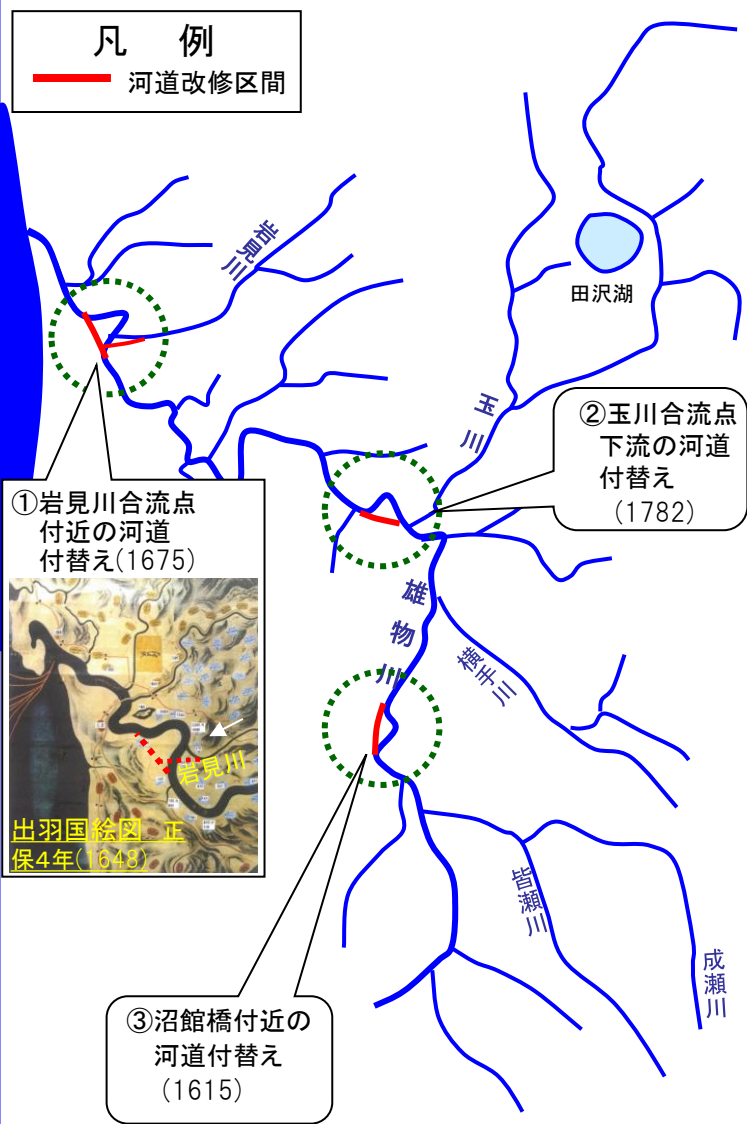 凡　例
河道改修区間
岩見川
田沢湖
玉川
②玉川合流点
下流の河道
付替え
(1782)
①岩見川合流点
付近の河道
付替え(1675)
岩見川
出羽国絵図 正
保4年(1648)
雄物川
横手川
皆瀬川
成瀬川
③沼館橋付近の
河道付替え
(1615)